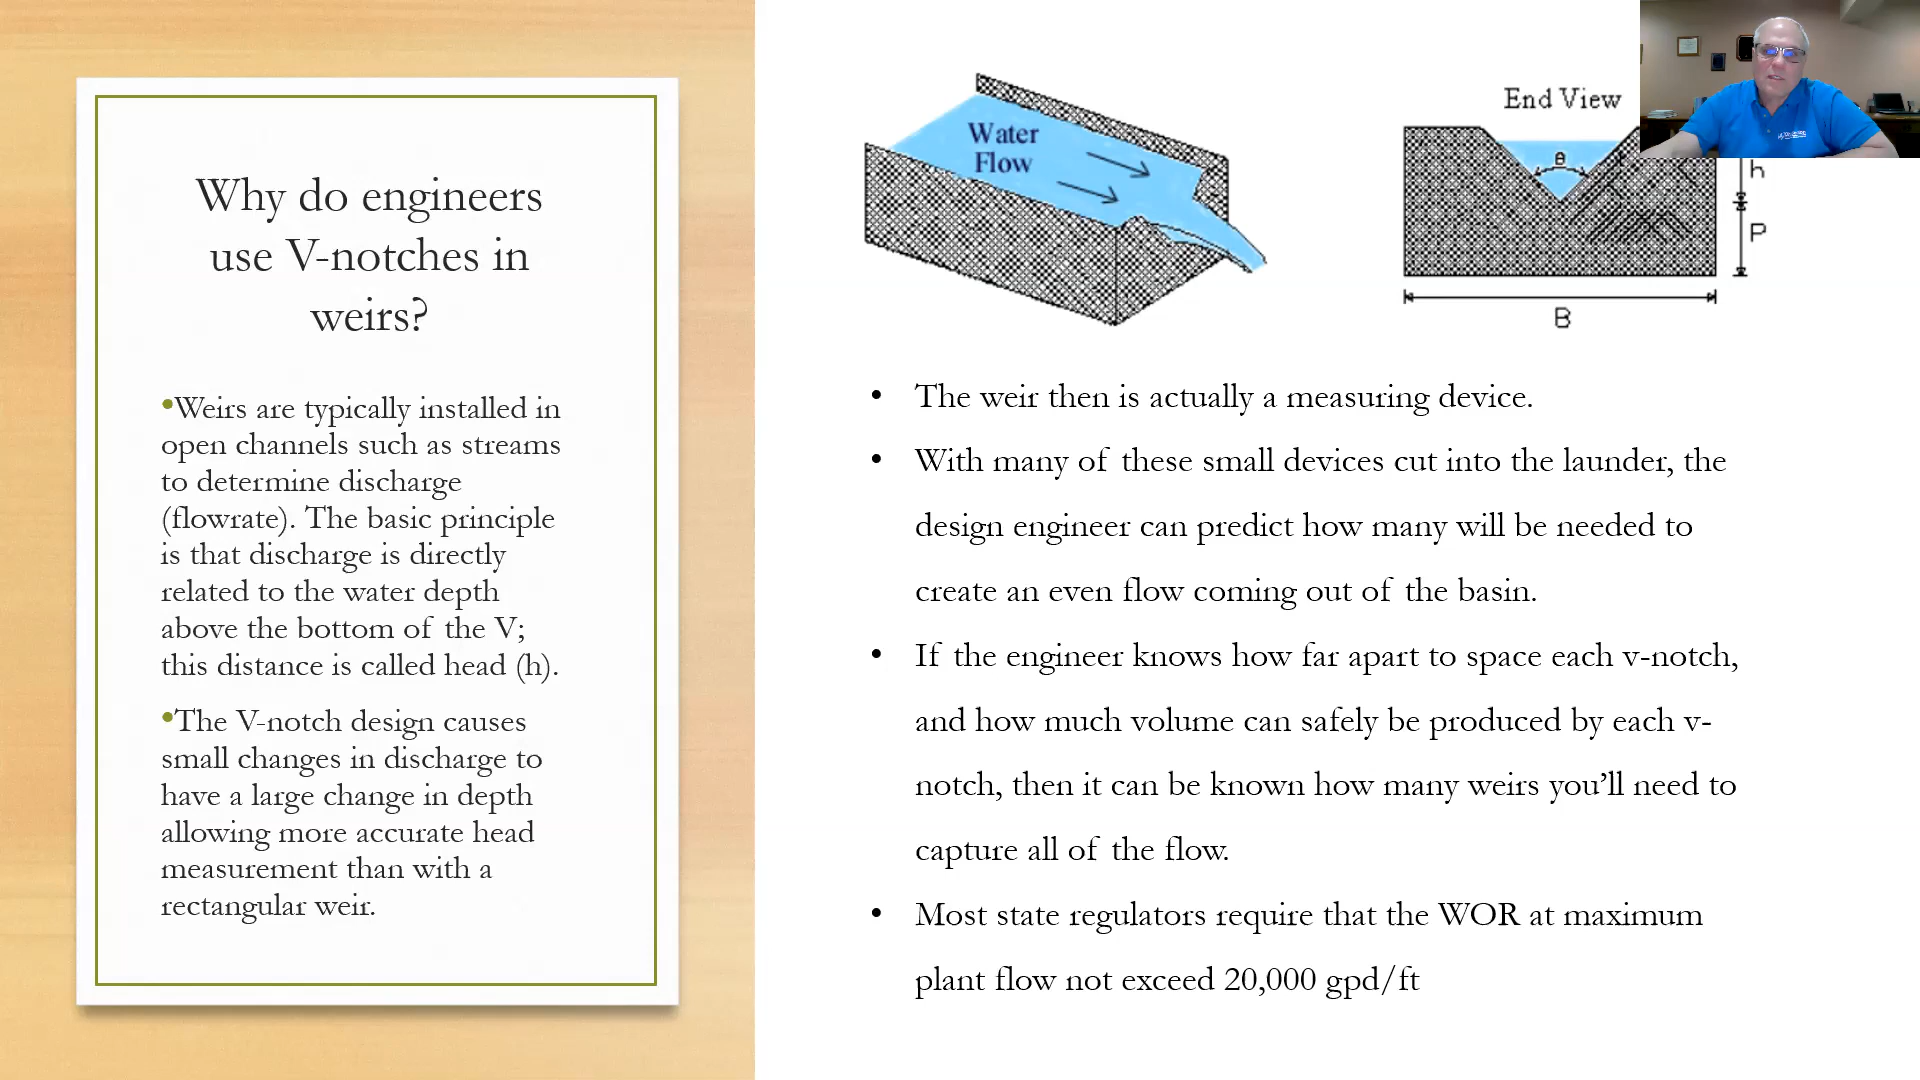 Why do engineers
use V-notches in
weirs?
•Weirs are typically installed in
open channels such as streams
to determine discharge
(flowrate). The basic principle
is that discharge is directly
related to the water depth
above the bottom of the V;
this distance is called head (h).
•The V-notch design causes
small changes in discharge to
have a large change in depth
allowing more accurate head
measurement than with a
rectangular weir.
Water
Flow
End View
θ
h
P
B
• The weir then is actually a measuring device.
• With many of these small devices cut into the launder, the
design engineer can predict how many will be needed to
create an even flow coming out of the basin.
• If the engineer knows how far apart to space each v-notch,
and how much volume can safely be produced by each v-
notch, then it can be known how many weirs you’ll need to
capture all of the flow.
• Most state regulators require that the WOR at maximum
plant flow not exceed 20,000 gpd/ft